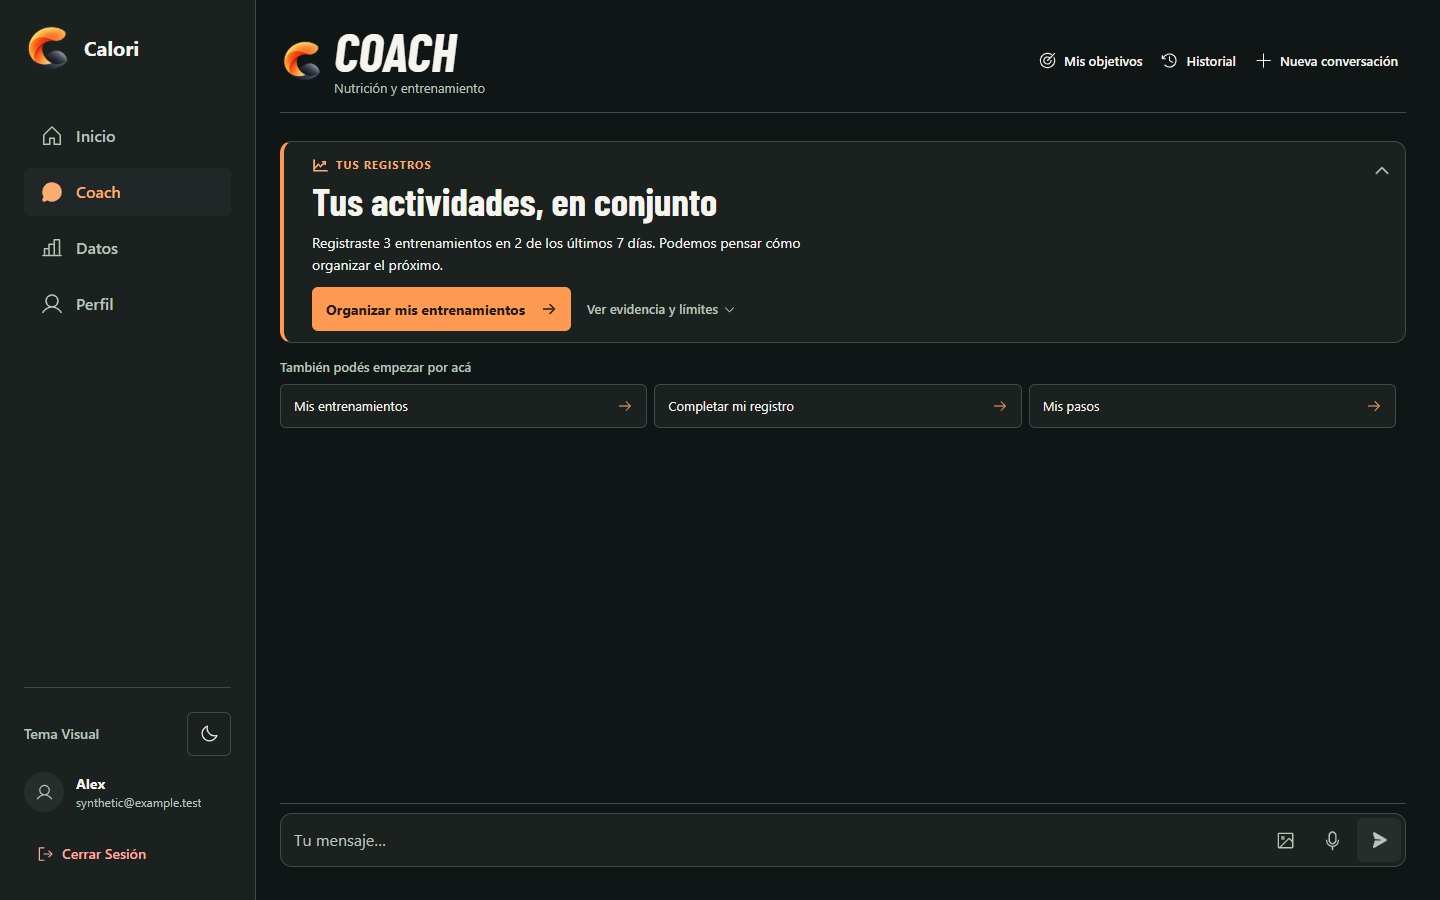 Calori
Inicio
Coach
Datos
Perfil
Tema Visual
Alex
synthetic@example.test
Cerrar Sesión
COACH
Nutrición y entrenamiento
Mis objetivos
Historial
Nueva conversación
TUS REGISTROS
Tus actividades, en conjunto
Registraste 3 entrenamientos en 2 de los últimos 7 días. Podemos pensar cómo
organizar el próximo.
Organizar mis entrenamientos
Ver evidencia y límites
También podés empezar por acá
Mis entrenamientos
Completar mi registro
Mis pasos
Tu mensaje...